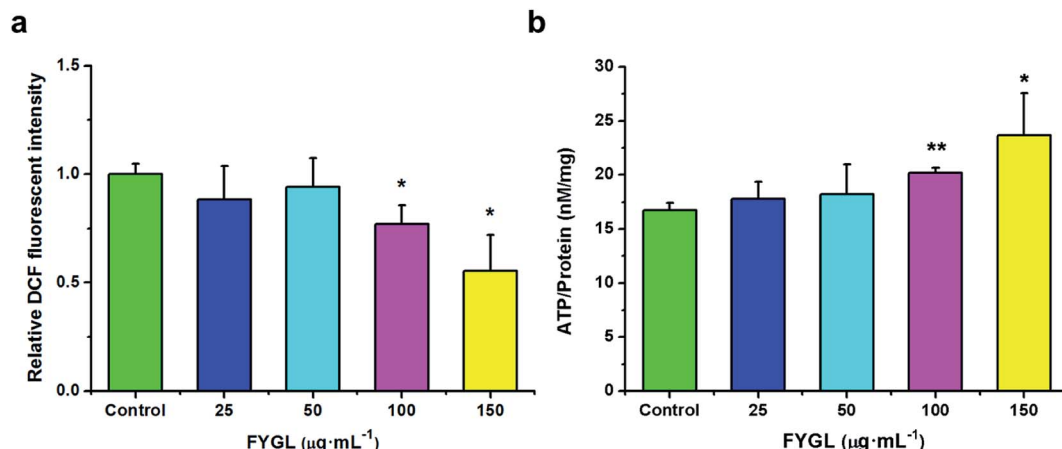 a
Relative DCF fluorescent intensity
1.5
1.0
0.5
0.0
*
*
Control 25 50 100 150
FYGL (μg·mL⁻¹)
b
ATP/Protein (nM/mg)
30
25
20
15
10
5
0
**
*
Control 25 50 100 150
FYGL (μg·mL⁻¹)